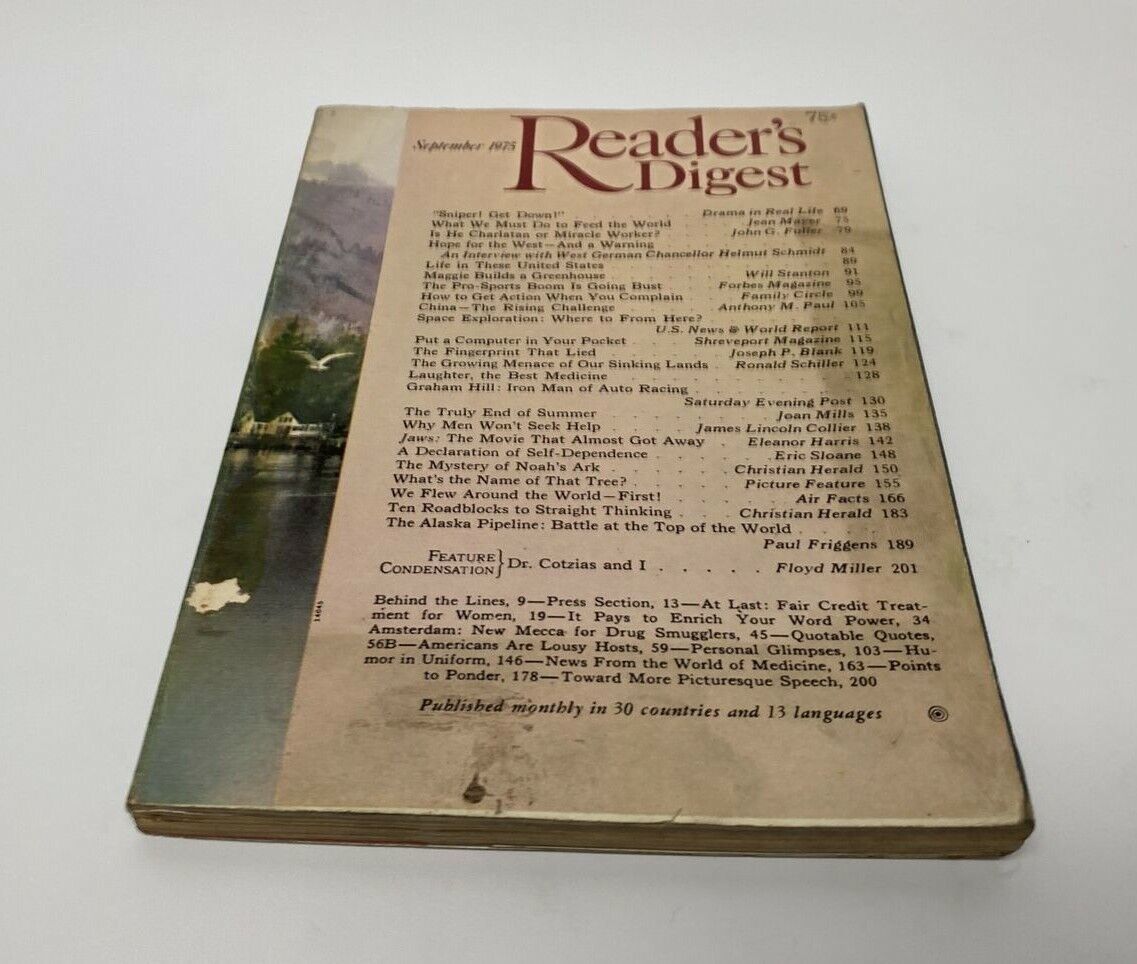 75¢
September 1975 Reader's
Digest
"Sniper! Get Down!" . . . . . . Drama in Real Life 69
What We Must Do to Feed the World . . . Jean Mayer 75
Is He Charlatan or Miracle Worker? . . . John G. Fuller 79
Hope for the West—And a Warning
An Interview with West German Chancellor Helmut Schmidt 84
Life in These United States . . . . . . . . 89
Maggie Builds a Greenhouse . . . . . . Will Stanton 91
The Pro-Sports Boom Is Going Bust . . . Forbes Magazine 95
How to Get Action When You Complain . . . Family Circle 99
China—The Rising Challenge . . . . Anthony M. Paul 105
Space Exploration: Where to From Here?
U.S. News & World Report 111
Put a Computer in Your Pocket . . . Shreveport Magazine 115
The Fingerprint That Lied . . . . . Joseph P. Blank 119
The Growing Menace of Our Sinking Lands . Ronald Schiller 124
Laughter, the Best Medicine . . . . . . . . 128
Graham Hill: Iron Man of Auto Racing . . . . . .
Saturday Evening Post 130
The Truly End of Summer . . . . . . Joan Mills 135
Why Men Won't Seek Help . . . . James Lincoln Collier 138
Jaws: The Movie That Almost Got Away . . Eleanor Harris 142
A Declaration of Self-Dependence . . . . . Eric Sloane 148
The Mystery of Noah's Ark . . . . . Christian Herald 150
What's the Name of That Tree? . . . . . Picture Feature 155
We Flew Around the World—First! . . . . . Air Facts 166
Ten Roadblocks to Straight Thinking . . . Christian Herald 183
The Alaska Pipeline: Battle at the Top of the World . . . .
Paul Friggens 189
FEATURE
CONDENSATION } Dr. Cotzias and I . . . . . Floyd Miller 201
Behind the Lines, 9—Press Section, 13—At Last: Fair Credit Treat-
ment for Women, 19—It Pays to Enrich Your Word Power, 34
Amsterdam: New Mecca for Drug Smugglers, 45—Quotable Quotes,
56B—Americans Are Lousy Hosts, 59—Personal Glimpses, 103—Hu-
mor in Uniform, 146—News From the World of Medicine, 163—Points
to Ponder, 178—Toward More Picturesque Speech, 200
Published monthly in 30 countries and 13 languages
14045